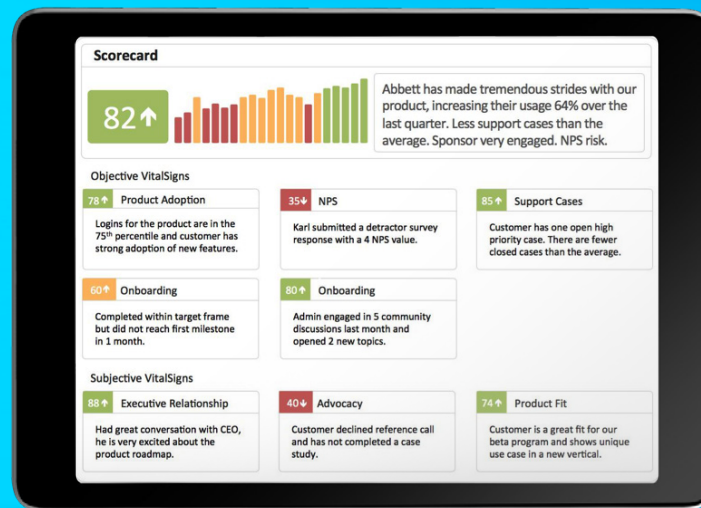 Scorecard
82
Abbett has made tremendous strides with our
product, increasing their usage 64% over the
last quarter. Less support cases than the
average. Sponsor very engaged. NPS risk.
Objective VitalSigns
78 Product Adoption
Logins for the product are in the
75th percentile and customer has
strong adoption of new features.
35 NPS
Karl submitted a detractor survey
response with a 4 NPS value.
85 Support Cases
Customer has one open high
priority case. There are fewer
closed cases than the average.
60 Onboarding
Completed within target frame
but did not reach first milestone
in 1 month.
80 Onboarding
Admin engaged in 5 community
discussions last month and
opened 2 new topics.
Subjective VitalSigns
88 Executive Relationship
Had great conversation with CEO,
he is very excited about the
product roadmap.
40 Advocacy
Customer declined reference call
and has not completed a case
study.
74 Product Fit
Customer is a great fit for our
beta program and shows unique
use case in a new vertical.